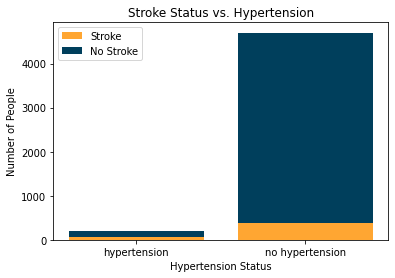 Stroke Status vs. Hypertension
Stroke
No Stroke
Number of People
4000
3000
2000
1000
0
hypertension
no hypertension
Hypertension Status